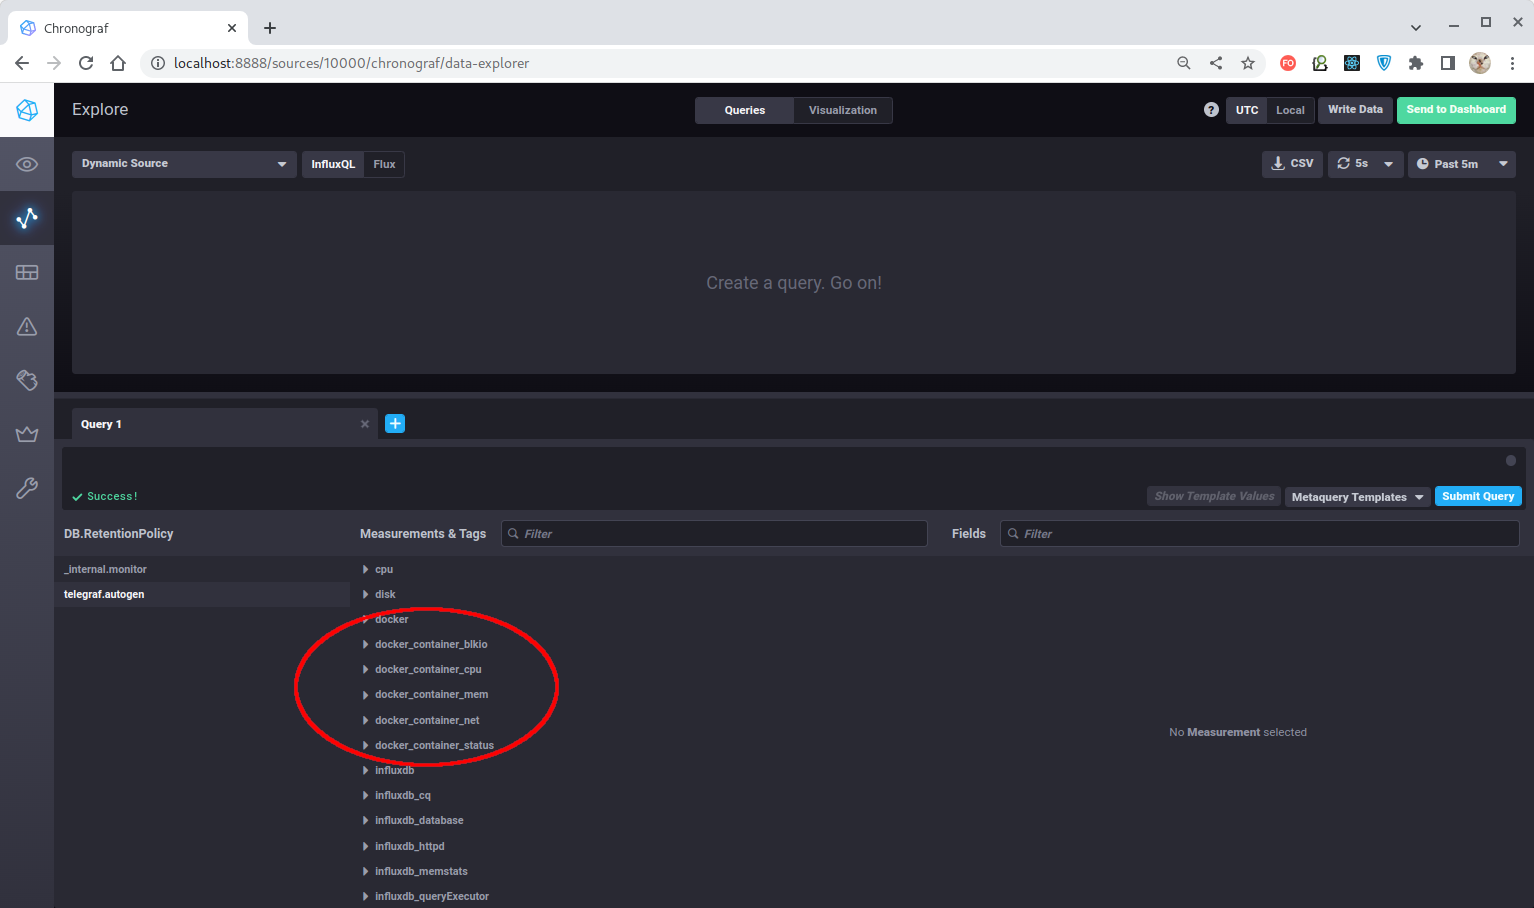 Chronograf
localhost:8888/sources/10000/chronograf/data-explorer
FO
Explore
Queries
Visualization
?
UTC
Local
Write Data
Send to Dashboard
Dynamic Source
InfluxQL
Flux
CSV
5s
Past 5m
Create a query. Go on!
Query 1
Success!
Show Template Values
Metaquery Templates
Submit Query
DB.RetentionPolicy
Measurements & Tags
Filter
Fields
Filter
_internal.monitor
telegraf.autogen
cpu
disk
docker
docker_container_blkio
docker_container_cpu
docker_container_mem
docker_container_net
docker_container_status
influxdb
influxdb_cq
influxdb_database
influxdb_httpd
influxdb_memstats
influxdb_queryExecutor
No Measurement selected